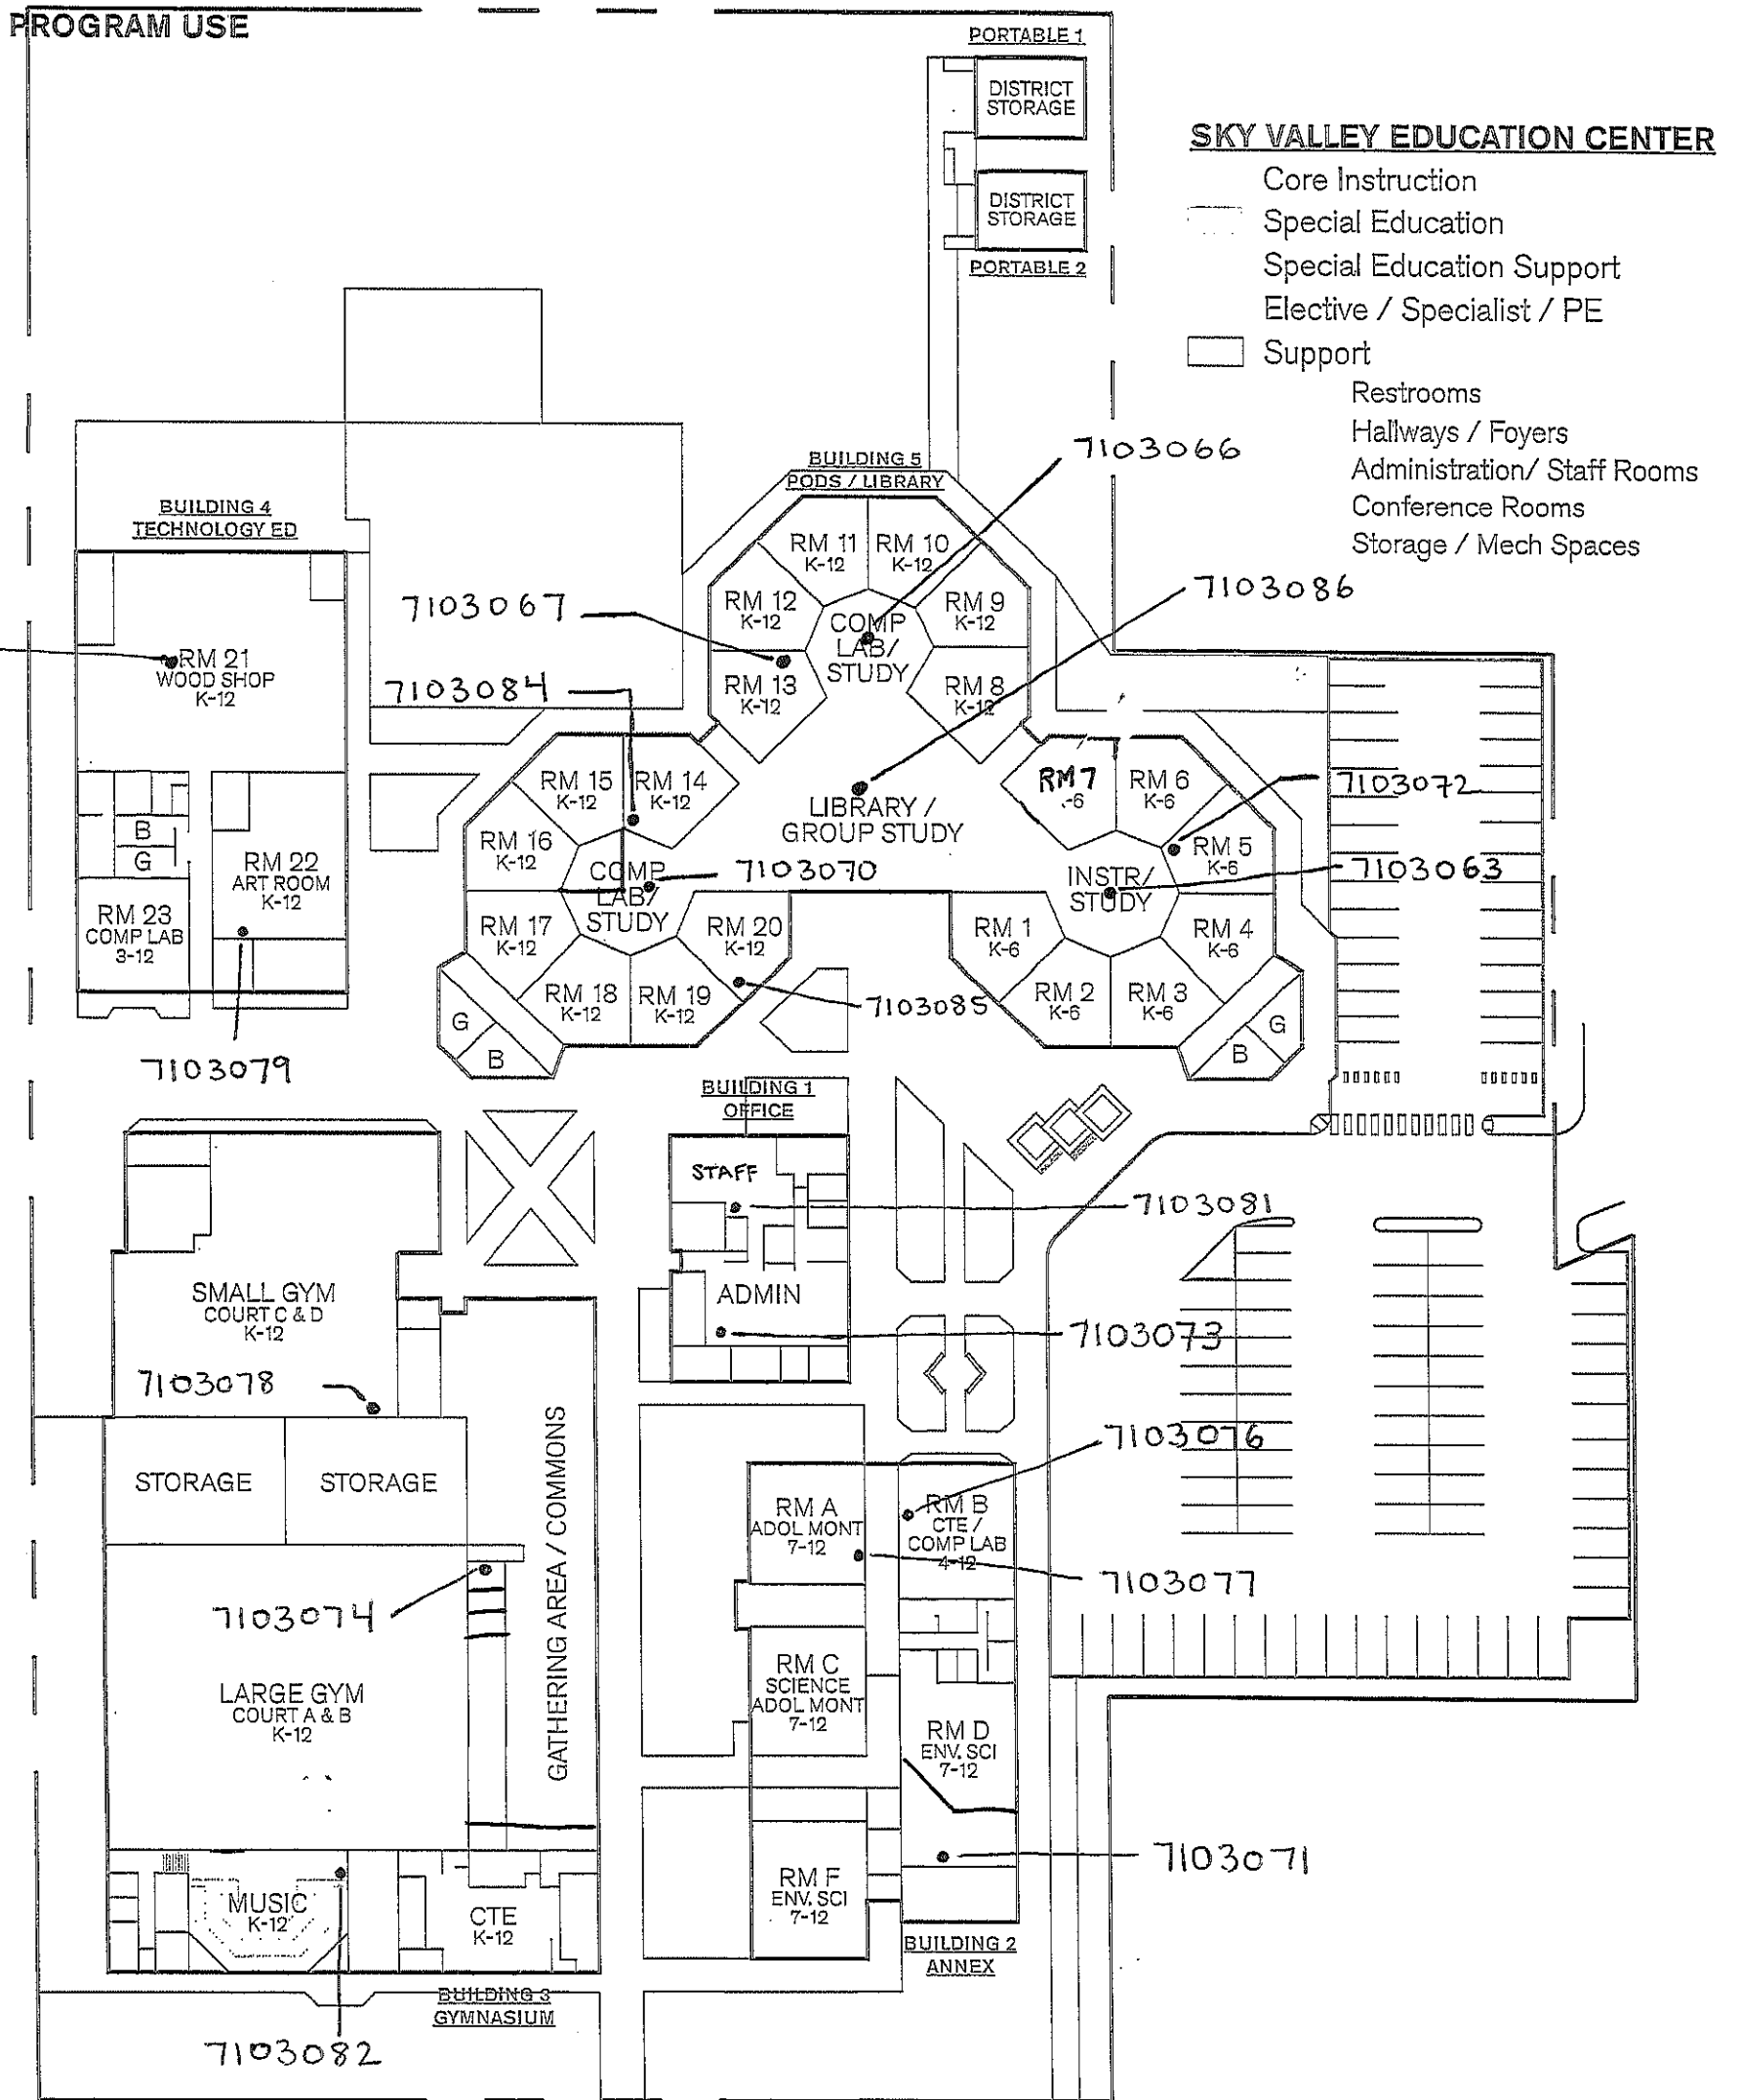 PROGRAM USE
PORTABLE 1
DISTRICT
STORAGE
DISTRICT
STORAGE
PORTABLE 2
SKY VALLEY EDUCATION CENTER
Core Instruction
Special Education
Special Education Support
Elective / Specialist / PE
Support
Restrooms
Hallways / Foyers
Administration/ Staff Rooms
Conference Rooms
Storage / Mech Spaces
BUILDING 4
TECHNOLOGY ED
RM 21
WOOD SHOP
K-12
B
G
RM 22
ART ROOM
K-12
RM 23
COMP LAB
3-12
7103079
BUILDING 5
PODS / LIBRARY
7103066
RM 11
K-12
RM 10
K-12
RM 12
K-12
RM 9
K-12
7103067
COMP
LAB/
STUDY
7103086
RM 13
K-12
RM 8
K-12
7103084
RM 15
K-12
RM 14
K-12
LIBRARY /
GROUP STUDY
RM 7
-6
RM 6
K-6
7103072
RM 16
K-12
RM 5
K-6
COMP
LAB/
STUDY
7103070
INSTR/
STUDY
7103063
RM 17
K-12
RM 20
K-12
RM 1
K-6
RM 4
K-6
RM 18
K-12
RM 19
K-12
7103085
RM 2
K-6
RM 3
K-6
G
B
G
B
BUILDING 1
OFFICE
STAFF
7103081
ADMIN
7103073
SMALL GYM
COURT C & D
K-12
7103078
STORAGE
STORAGE
GATHERING AREA / COMMONS
7103074
LARGE GYM
COURT A & B
K-12
MUSIC
K-12
CTE
K-12
BUILDING 3
GYMNASIUM
7103082
7103076
RM A
ADOL MONT
7-12
RM B
CTE /
COMP LAB
4-12
7103077
RM C
SCIENCE
ADOL MONT
7-12
RM D
ENV. SCI
7-12
7103071
RM F
ENV. SCI
7-12
BUILDING 2
ANNEX